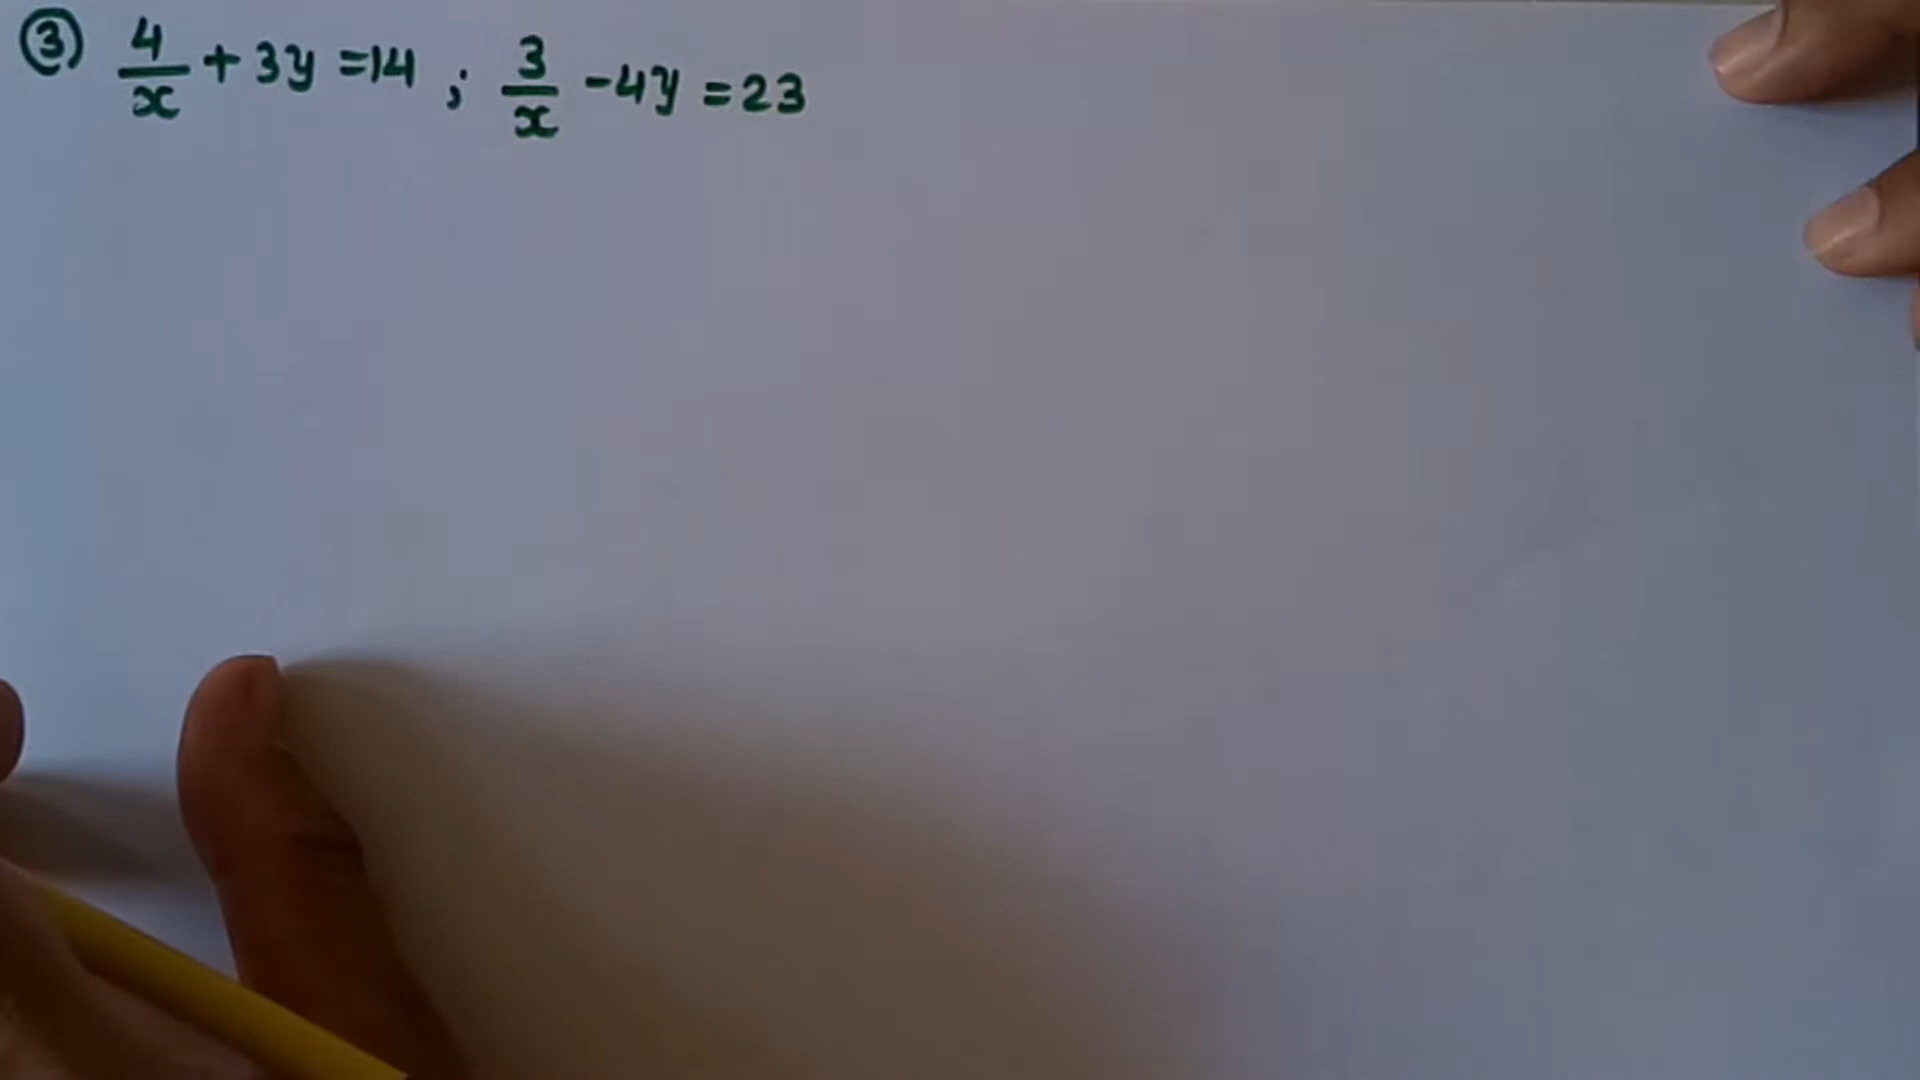 ③ 4/x + 3y = 14 ; 3/x - 4y = 23